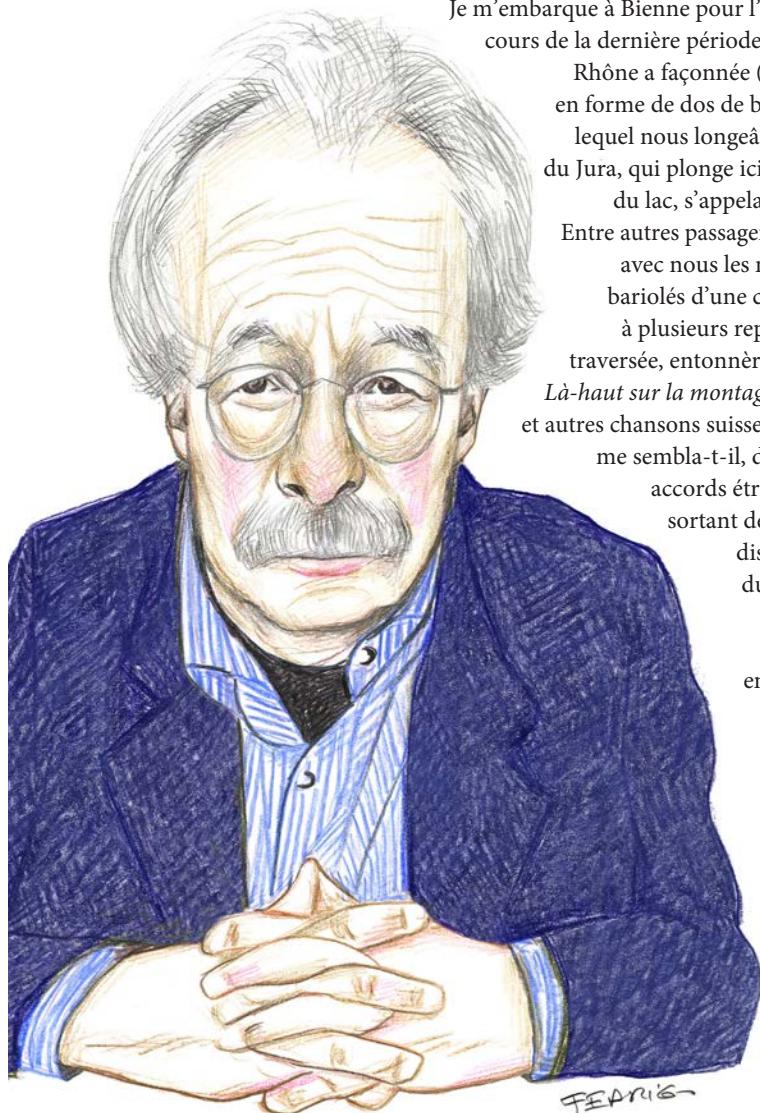 Je m’embarque à Bienne pour l’
cours de la dernière période
Rhône a façonnée (
en forme de dos de b
lequel nous longeâ
du Jura, qui plonge ici
du lac, s’appela
Entre autres passager
avec nous les r
bariolés d’une c
à plusieurs rep
traversée, entonnèr
Là-haut sur la montag
et autres chansons suisse
me sembla-t-il, d
accords étr
sortant de
dis
du
en